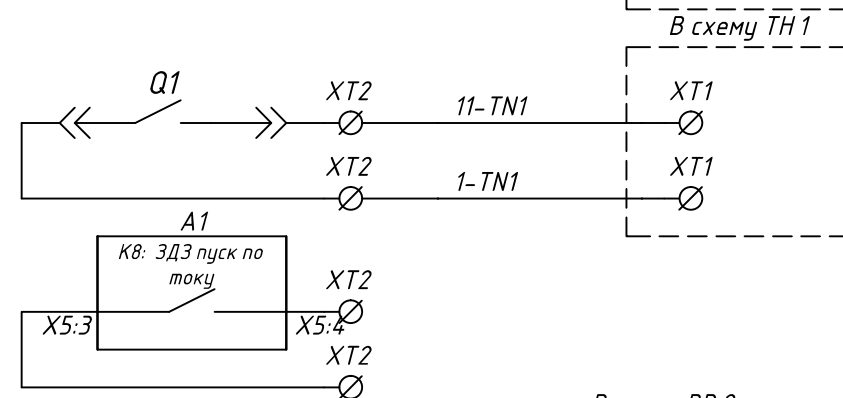 В схему ТН 1
Q1
XT2
11-TN1
XT1
XT2
1-TN1
XT1
A1
К8: ЗДЗ пуск по
току
XT2
X5:3
X5:4
XT2